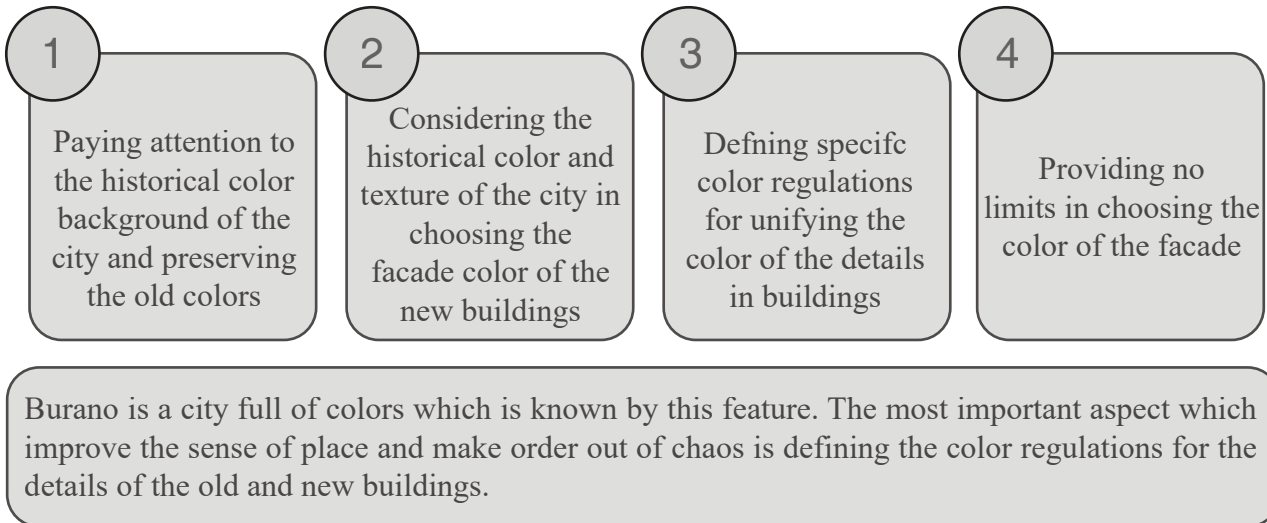 1
Paying attention to
the historical color
background of the
city and preserving
the old colors
2
Considering the
historical color and
texture of the city in
choosing the
facade color of the
new buildings
3
Defning specifc
color regulations
for unifying the
color of the details
in buildings
4
Providing no
limits in choosing the
color of the facade
Burano is a city full of colors which is known by this feature. The most important aspect which
improve the sense of place and make order out of chaos is defining the color regulations for the
details of the old and new buildings.